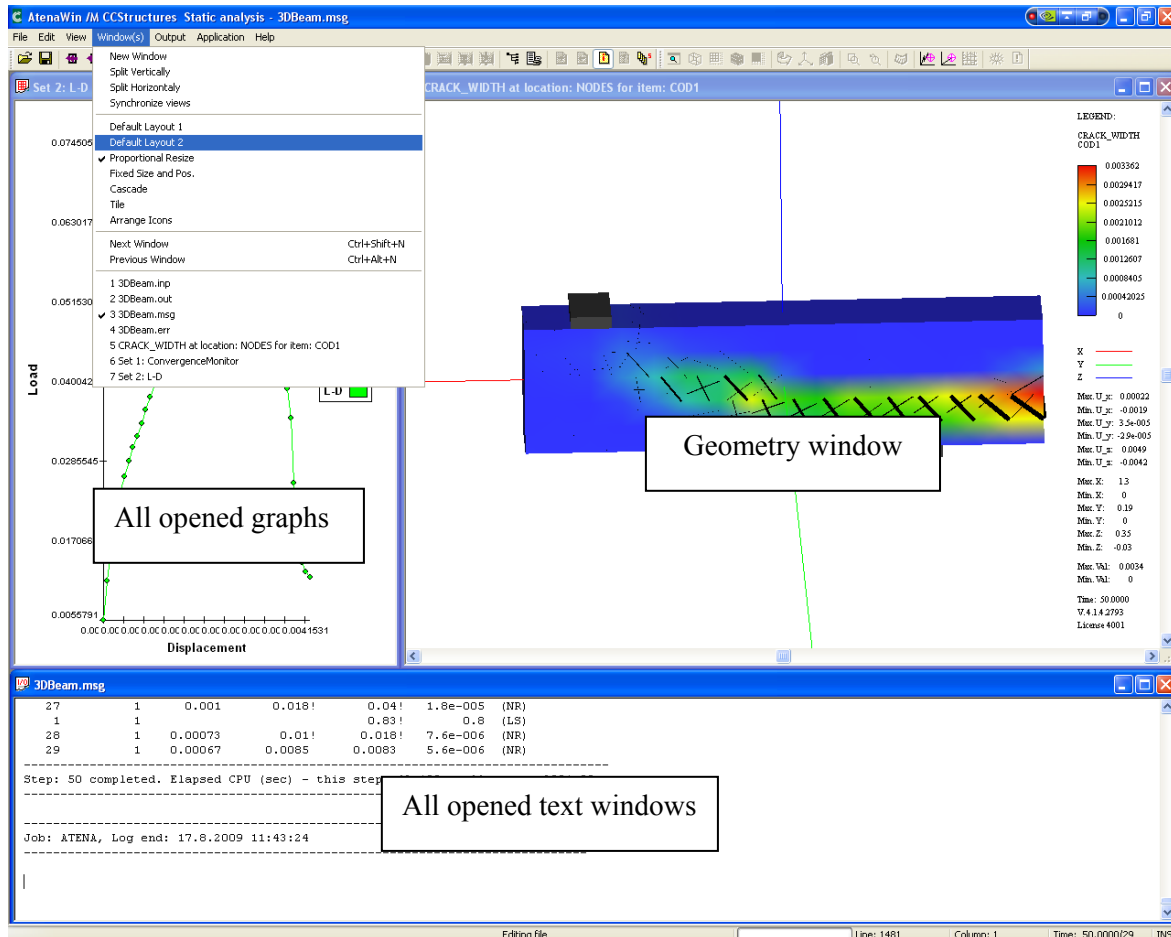 AtenaWin /M CCStructures Static analysis - 3DBeam.msg
File Edit View Window(s) Output Application Help
New Window
Split Vertically
Split Horizontaly
Synchronize views
Default Layout 1
Default Layout 2
Proportional Resize
Fixed Size and Pos.
Cascade
Tile
Arrange Icons
Next Window Ctrl+Shift+N
Previous Window Ctrl+Alt+N
1 3DBeam.inp
2 3DBeam.out
3 3DBeam.msg
4 3DBeam.err
5 CRACK_WIDTH at location: NODES for item: COD1
6 Set 1: ConvergenceMonitor
7 Set 2: L-D
Set 2: L-D
0.074505
0.063017
0.051530
0.040042
0.0285545
0.017066
0.0055791
Load
L-D
All opened graphs
0.0041531
Displacement
CRACK_WIDTH at location: NODES for item: COD1
LEGEND:
CRACK_WIDTH
COD1
0.003362
0.0029417
0.0025215
0.0021012
0.001681
0.0012607
0.0008405
0.00042025
0
X
Y
Z
Max. U_x: 0.00022
Min. U_x: -0.0019
Max. U_y: 3.5e-005
Min. U_y: -2.9e-005
Max. U_z: 0.0049
Min. U_z: -0.0042
Max. X: 1.3
Min. X: 0
Max. Y: 0.19
Min. Y: 0
Max. Z: 0.35
Min. Z: -0.03
Max. Val: 0.0034
Min. Val: 0
Time: 50.0000
V.4.1.4.2793
License 4001
Geometry window
3DBeam.msg
27 1 0.001 0.018! 0.04! 1.8e-005 (NR)
1 1 0.83! 0.8 (LS)
28 1 0.00073 0.01! 0.018! 7.6e-006 (NR)
29 1 0.00067 0.0085 0.0083 5.6e-006 (NR)
Step: 50 completed. Elapsed CPU (sec) - this step
Job: ATENA, Log end: 17.8.2009 11:43:24
All opened text windows
Editing file Line: 1481 Column: 1 Time: 50.0000/29 INS